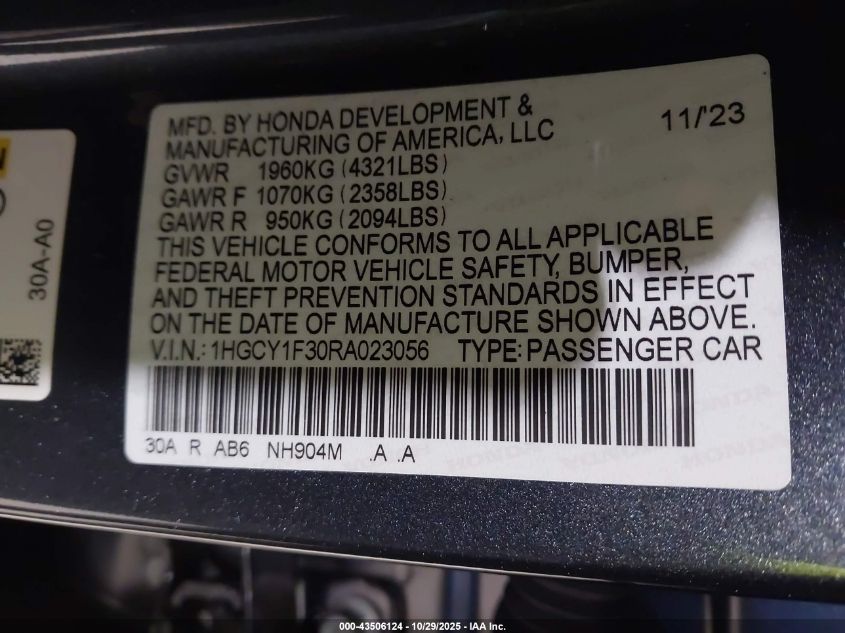 MFD. BY HONDA DEVELOPMENT &
MANUFACTURING OF AMERICA, LLC
11/'23
GVWR 1960KG (4321LBS)
GAWR F 1070KG (2358LBS)
GAWR R 950KG (2094LBS)
THIS VEHICLE CONFORMS TO ALL APPLICABLE
FEDERAL MOTOR VEHICLE SAFETY, BUMPER,
AND THEFT PREVENTION STANDARDS IN EFFECT
ON THE DATE OF MANUFACTURE SHOWN ABOVE.
V.I.N.: 1HGCY1F30RA023056 TYPE: PASSENGER CAR
30A R AB6 NH904M .A .A
30A-A0
000-43506124 - 10/29/2025 - IAA Inc.